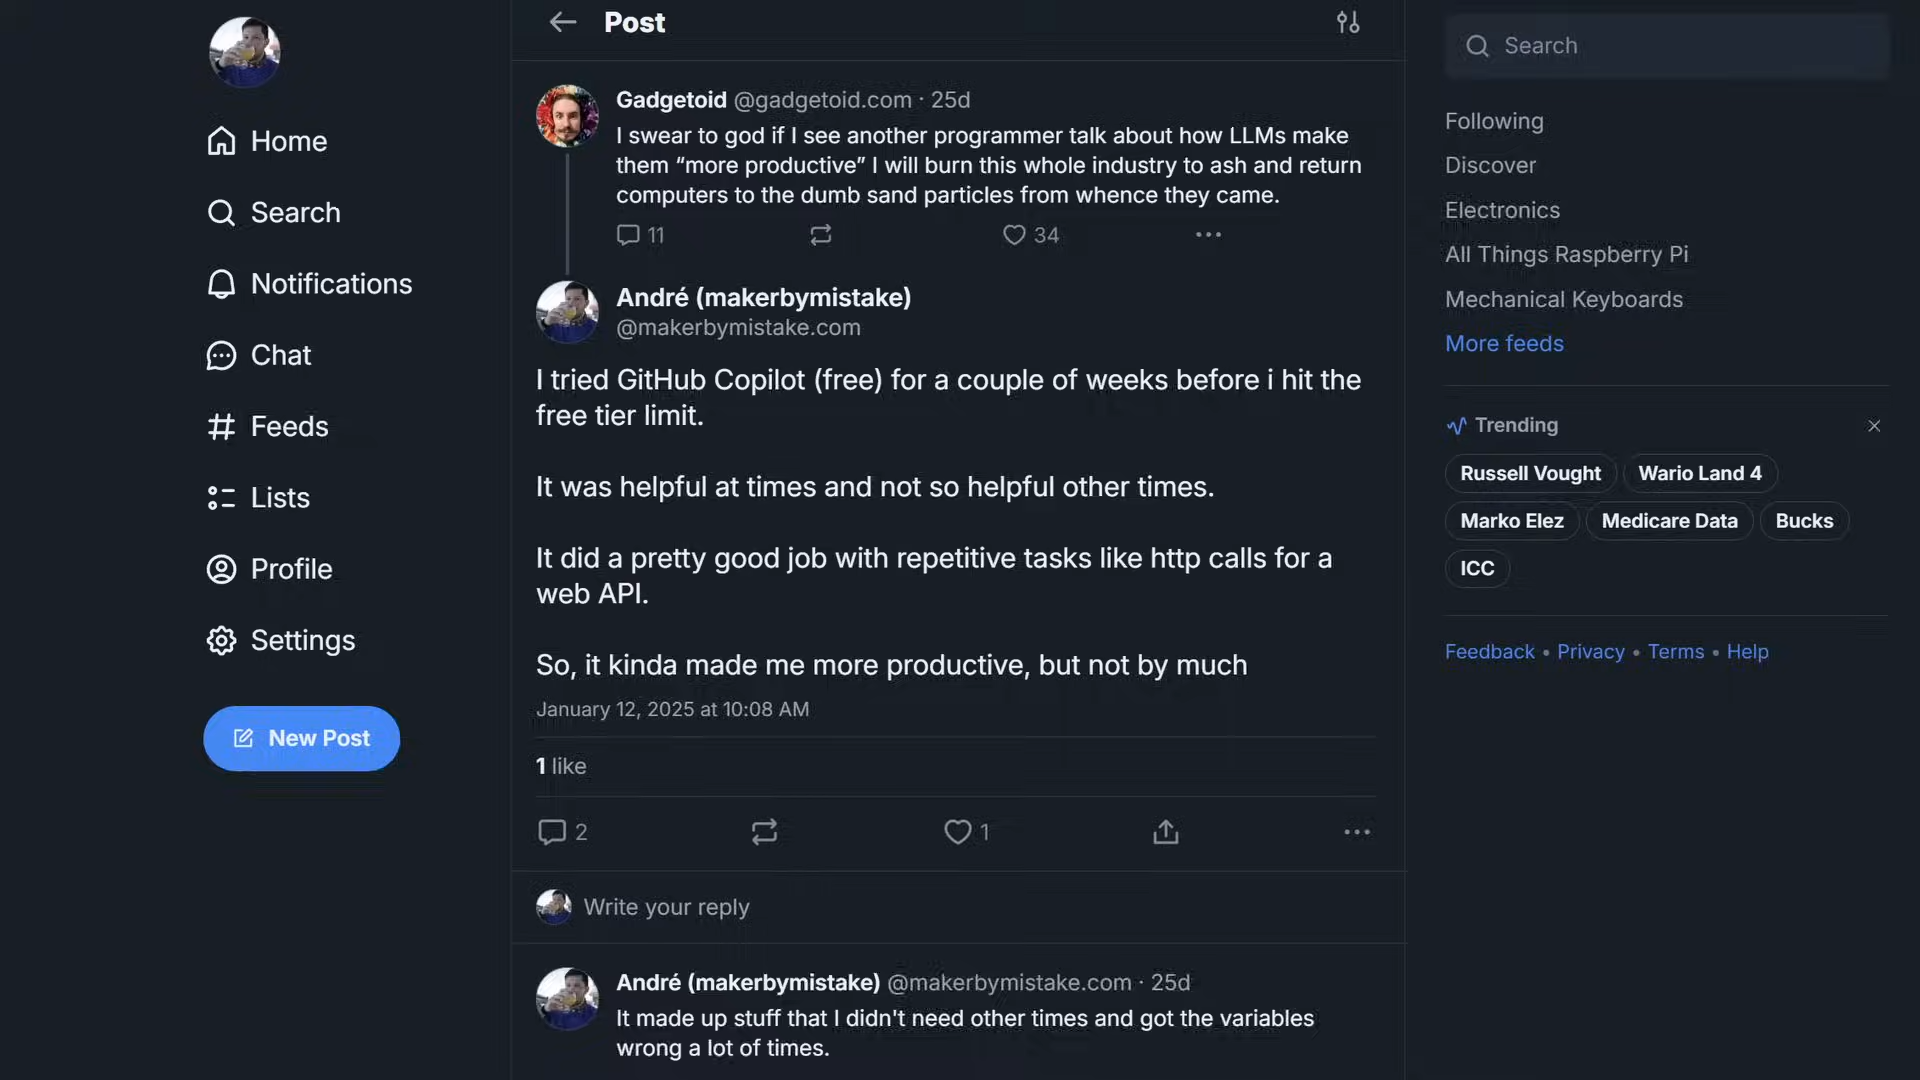 Home
Search
Notifications
Chat
Feeds
Lists
Profile
Settings
New Post
Post
Gadgetoid @gadgetoid.com · 25d
I swear to god if I see another programmer talk about how LLMs make
them “more productive” I will burn this whole industry to ash and return
computers to the dumb sand particles from whence they came.
11
34
André (makerbymistake)
@makerbymistake.com
I tried GitHub Copilot (free) for a couple of weeks before i hit the
free tier limit.
It was helpful at times and not so helpful other times.
It did a pretty good job with repetitive tasks like http calls for a
web API.
So, it kinda made me more productive, but not by much
January 12, 2025 at 10:08 AM
1 like
2
1
Write your reply
André (makerbymistake) @makerbymistake.com · 25d
It made up stuff that I didn't need other times and got the variables
wrong a lot of times.
Search
Following
Discover
Electronics
All Things Raspberry Pi
Mechanical Keyboards
More feeds
Trending
Russell Vought
Wario Land 4
Marko Elez
Medicare Data
Bucks
ICC
Feedback • Privacy • Terms • Help